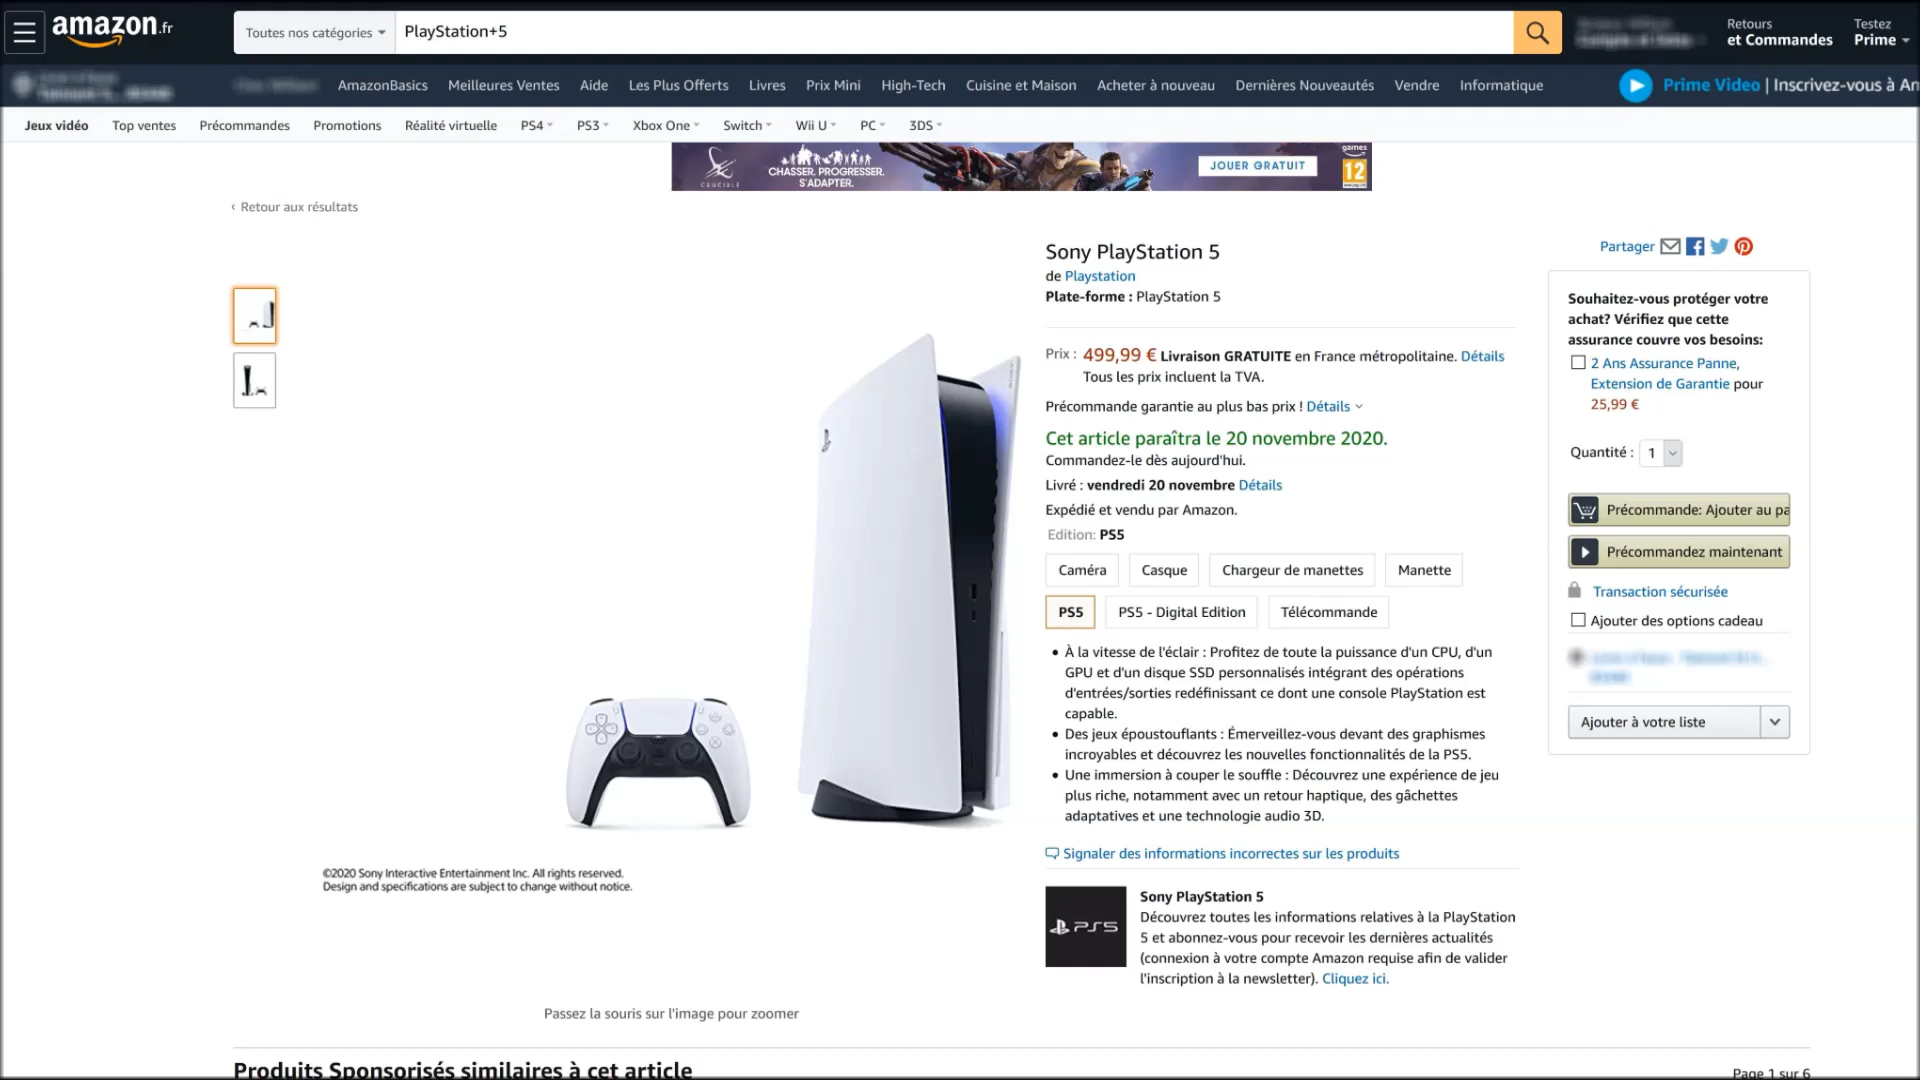 amazon.fr
Toutes nos catégories
PlayStation+5
Retours
et Commandes
Testez
Prime
AmazonBasics
Meilleures Ventes
Aide
Les Plus Offerts
Livres
Prix Mini
High-Tech
Cuisine et Maison
Acheter à nouveau
Dernières Nouveautés
Vendre
Informatique
Prime Video | Inscrivez-vous à Am
Jeux vidéo
Top ventes
Précommandes
Promotions
Réalité virtuelle
PS4
PS3
Xbox One
Switch
Wii U
PC
3DS
CRUCIBLE
CHASSER. PROGRESSER.
S'ADAPTER.
JOUER GRATUIT
games
12
‹ Retour aux résultats
Sony PlayStation 5
de Playstation
Plate-forme : PlayStation 5
Prix : 499,99 € Livraison GRATUITE en France métropolitaine. Détails
Tous les prix incluent la TVA.
Précommande garantie au plus bas prix ! Détails
Cet article paraîtra le 20 novembre 2020.
Commandez-le dès aujourd'hui.
Livré : vendredi 20 novembre Détails
Expédié et vendu par Amazon.
Edition: PS5
Caméra
Casque
Chargeur de manettes
Manette
PS5
PS5 - Digital Edition
Télécommande
• À la vitesse de l'éclair : Profitez de toute la puissance d'un CPU, d'un
GPU et d'un disque SSD personnalisés intégrant des opérations
d'entrées/sorties redéfinissant ce dont une console PlayStation est
capable.
• Des jeux époustouflants : Émerveillez-vous devant des graphismes
incroyables et découvrez les nouvelles fonctionnalités de la PS5.
• Une immersion à couper le souffle : Découvrez une expérience de jeu
plus riche, notamment avec un retour haptique, des gâchettes
adaptatives et une technologie audio 3D.
Signaler des informations incorrectes sur les produits
PS5
Sony PlayStation 5
Découvrez toutes les informations relatives à la PlayStation
5 et abonnez-vous pour recevoir les dernières actualités
(connexion à votre compte Amazon requise afin de valider
l'inscription à la newsletter). Cliquez ici.
Partager
Souhaitez-vous protéger votre
achat? Vérifiez que cette
assurance couvre vos besoins:
2 Ans Assurance Panne,
Extension de Garantie pour
25,99 €
Quantité : 1
Précommande: Ajouter au pa
Précommandez maintenant
Transaction sécurisée
Ajouter des options cadeau
Ajouter à votre liste
©2020 Sony Interactive Entertainment Inc. All rights reserved.
Design and specifications are subject to change without notice.
Passez la souris sur l'image pour zoomer
Produits Sponsorisés similaires à cet article
Page 1 sur 6